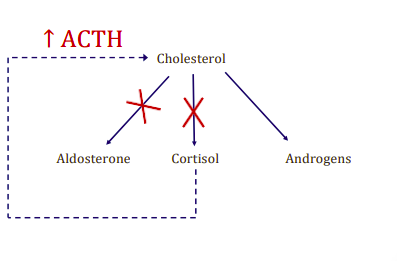 ↑ ACTH
Cholesterol
Aldosterone Cortisol Androgens